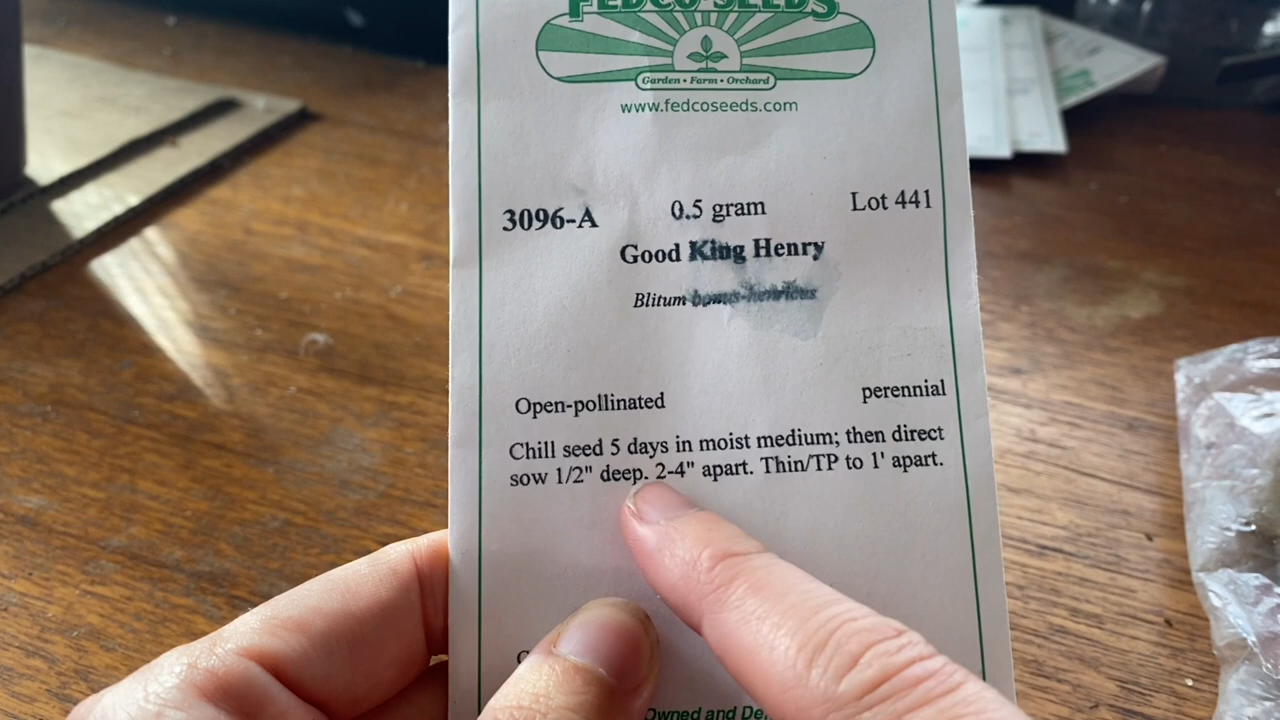 FEDCO SEEDS
Garden • Farm • Orchard
www.fedcoseeds.com
3096-A 0.5 gram Lot 441
Good King Henry
Blitum bonus-henricus
Open-pollinated perennial
Chill seed 5 days in moist medium; then direct
sow 1/2" deep. 2-4" apart. Thin/TP to 1' apart.
Owned and